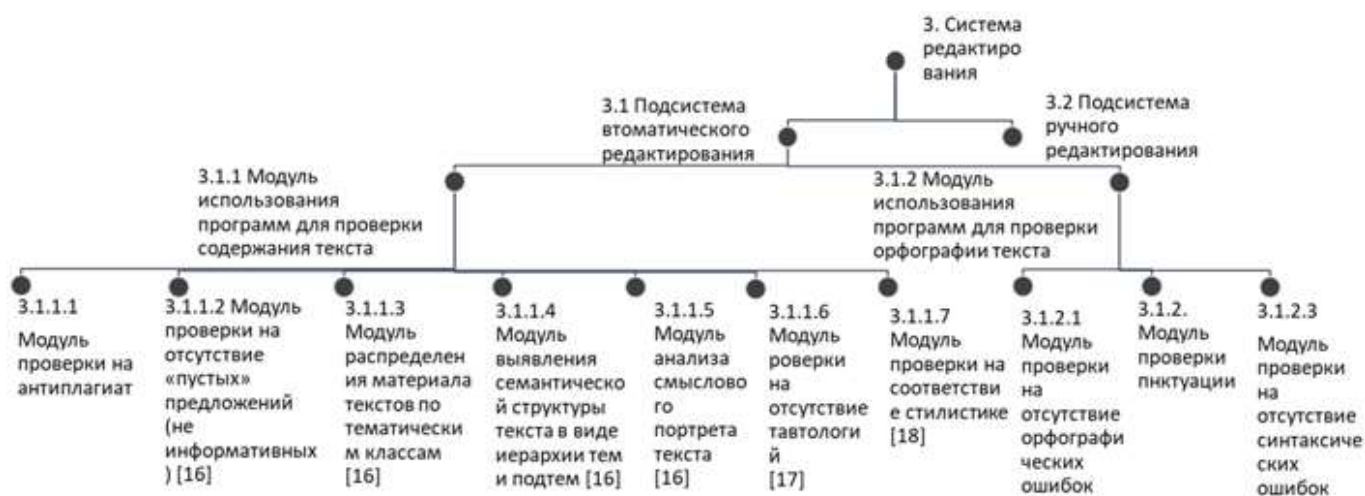 3. Система
редактиро
вания
3.1 Подсистема
втоматического
редактирования
3.2 Подсистема
ручного
редактирования
3.1.1 Модуль
использования
программ для проверки
содержания текста
3.1.2 Модуль
использования
программ для проверки
орфографии текста
3.1.1.1
Модуль
проверки на
антиплагиат
3.1.1.2 Модуль
проверки на
отсутствие
«пустых»
предложений
(не
информативных
) [16]
3.1.1.3
Модуль
распределен
ия материала
текстов по
тематически
м классам
[16]
3.1.1.4
Модуль
выявления
семантическо
й структуры
текста в виде
иерархии тем
и подтем [16]
3.1.1.5
Модуль
анализа
смыслово
го
портрета
текста
[16]
3.1.1.6
Модуль
роверки
на
отсутствие
тавтологи
й
[17]
3.1.1.7
Модуль
проверки на
соответстви
е стилистике
[18]
3.1.2.1
Модуль
проверки
на
отсутствие
орфографи
ческих
ошибок
3.1.2.
Модуль
проверки
пнктуации
3.1.2.3
Модуль
проверки
на
отсутствие
синтаксиче
ских
ошибок